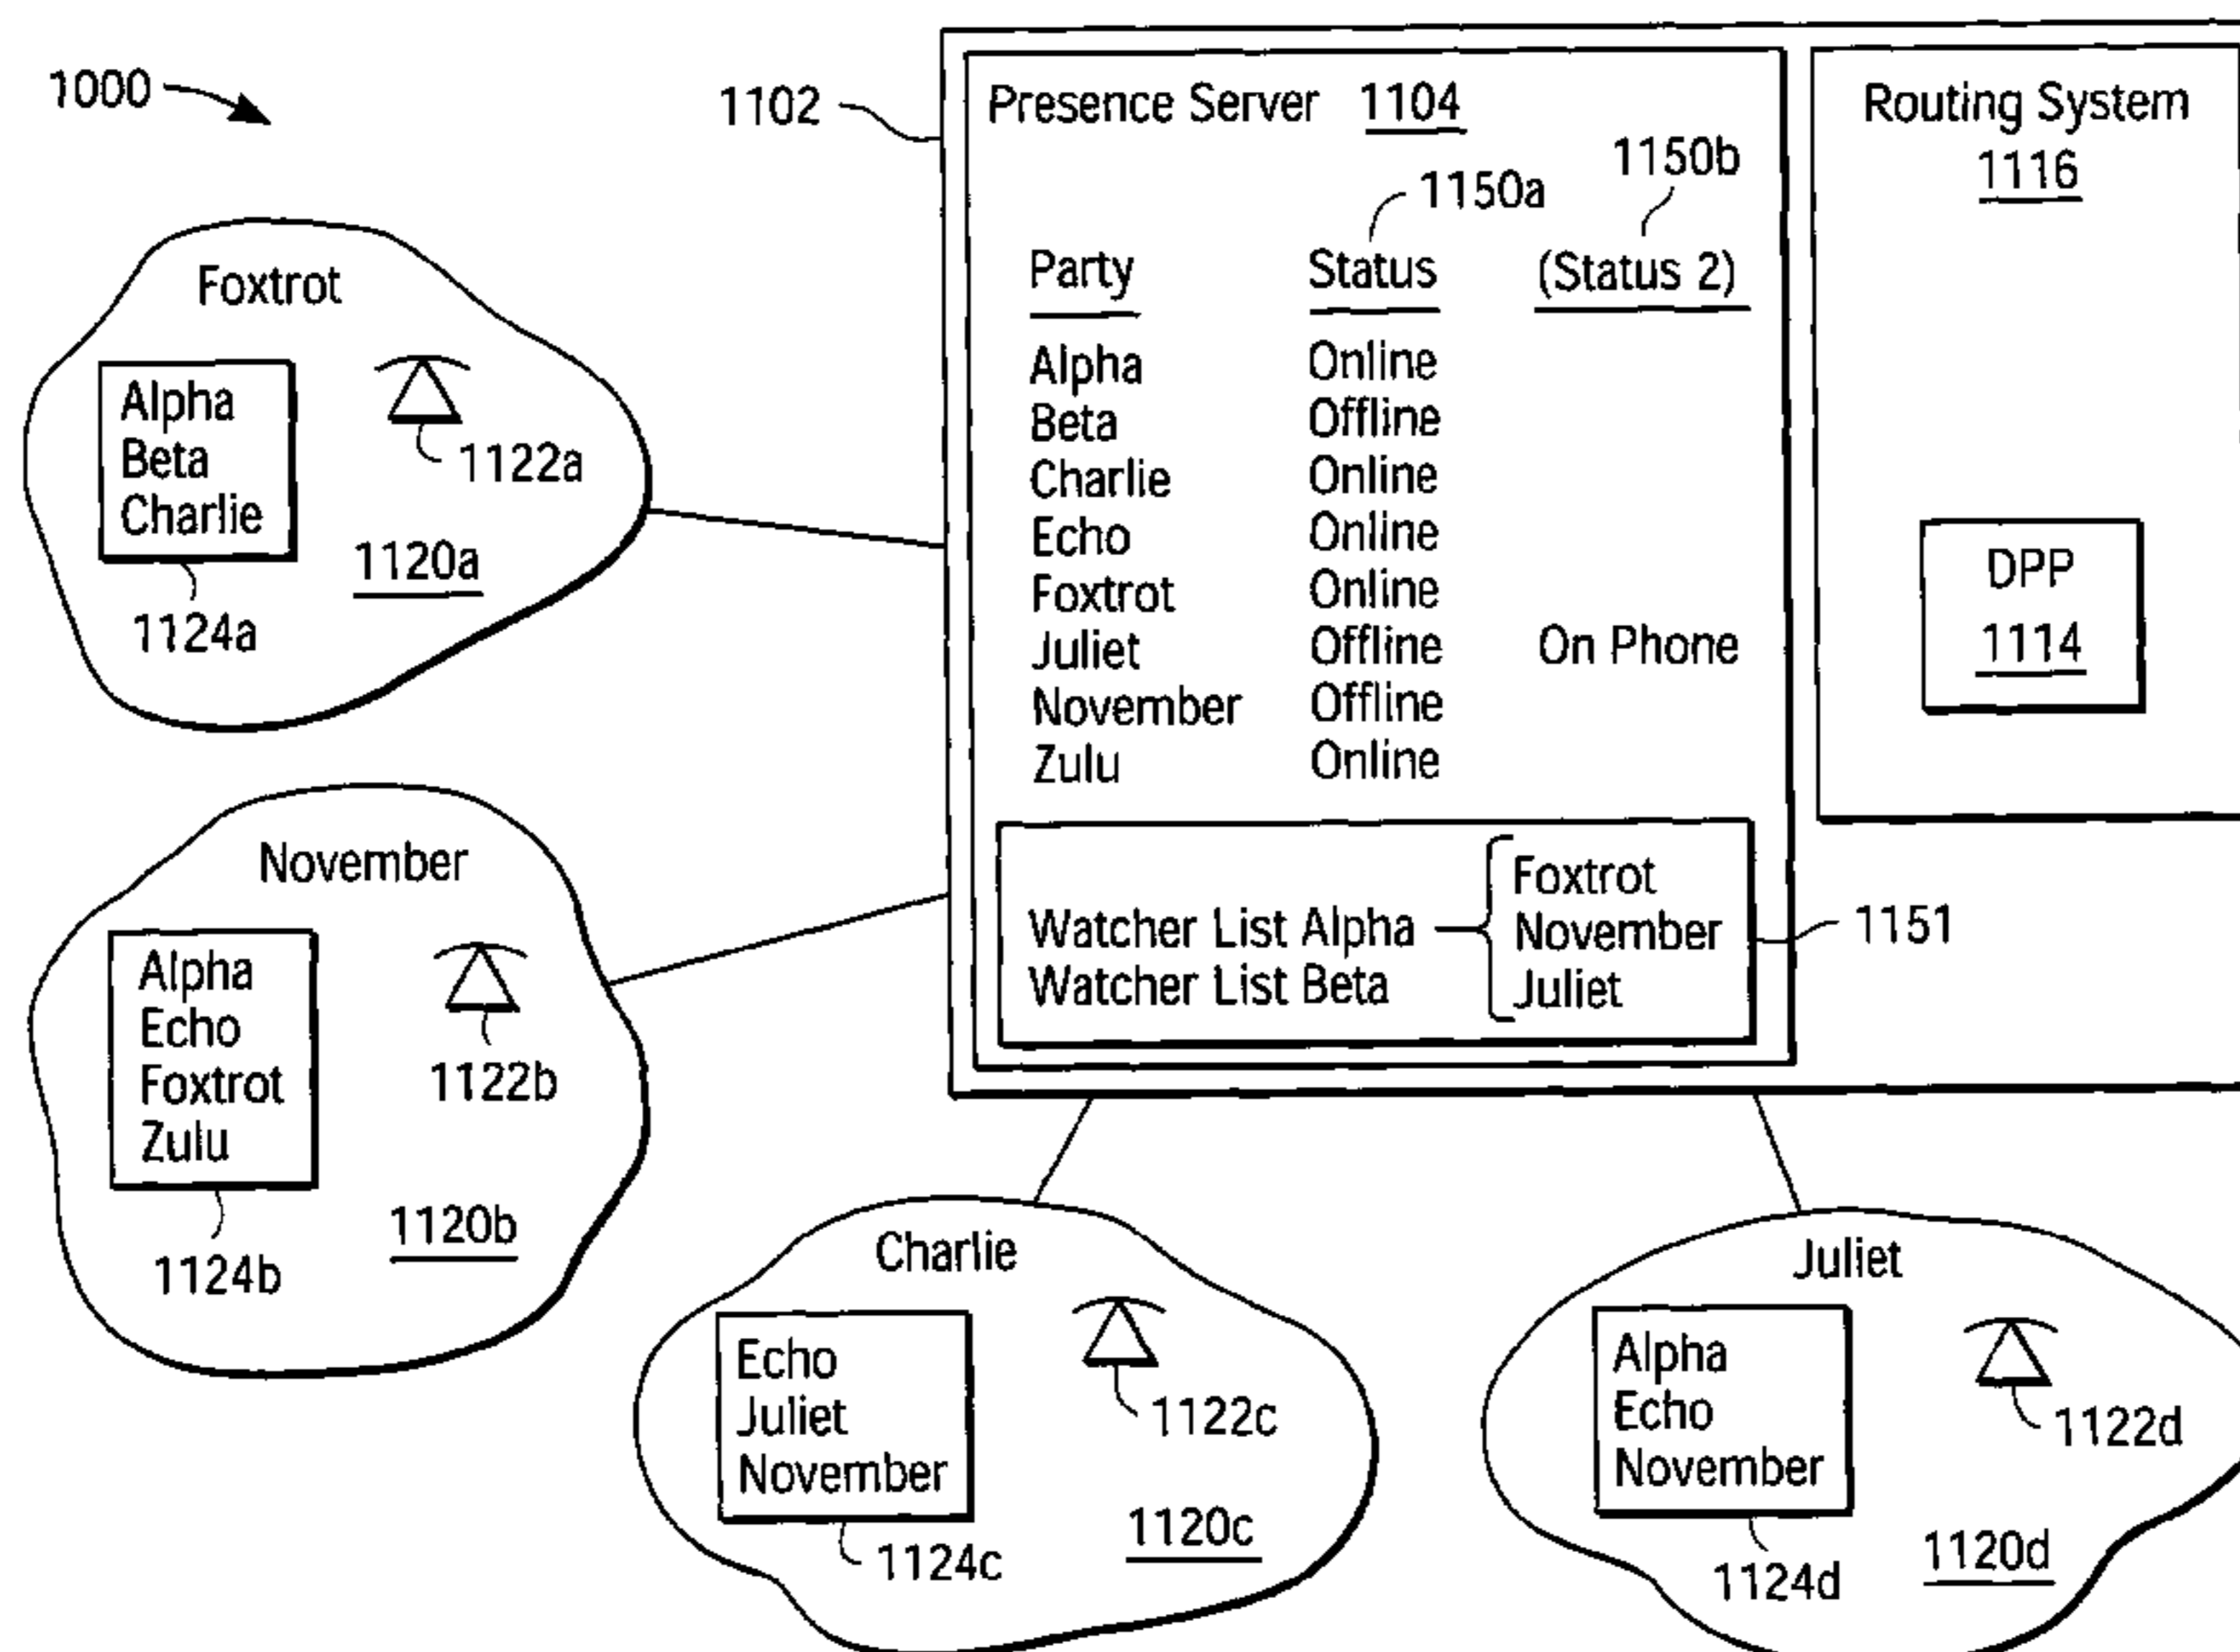 1000
1102
Presence Server 1104
1150a
1150b
Party Status (Status 2)
Alpha Online
Beta Offline
Charlie Online
Echo Online
Foxtrot Online
Juliet Offline On Phone
November Offline
Zulu Online
Watcher List Alpha
Watcher List Beta
Foxtrot
November
Juliet
1151
Routing System
1116
DPP
1114
Foxtrot
Alpha
Beta
Charlie
1122a
1120a
1124a
November
Alpha
Echo
Foxtrot
Zulu
1122b
1120b
1124b
Charlie
Echo
Juliet
November
1122c
1120c
1124c
Juliet
Alpha
Echo
November
1122d
1120d
1124d